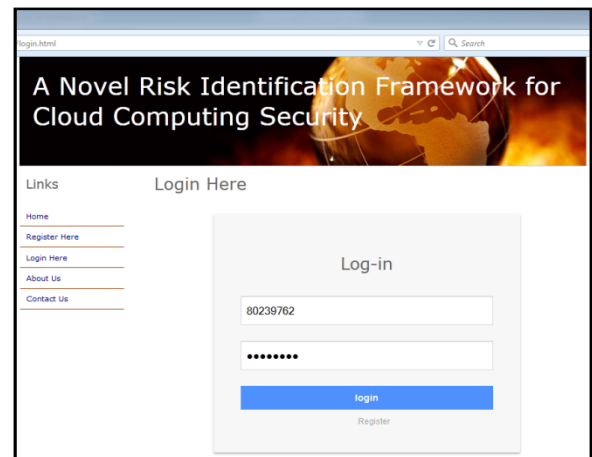 /login.html
Search
A Novel Risk Identification Framework for
Cloud Computing Security
Links
Login Here
Home
Register Here
Login Here
About Us
Contact Us
Log-in
80239762
••••••••
login
Register